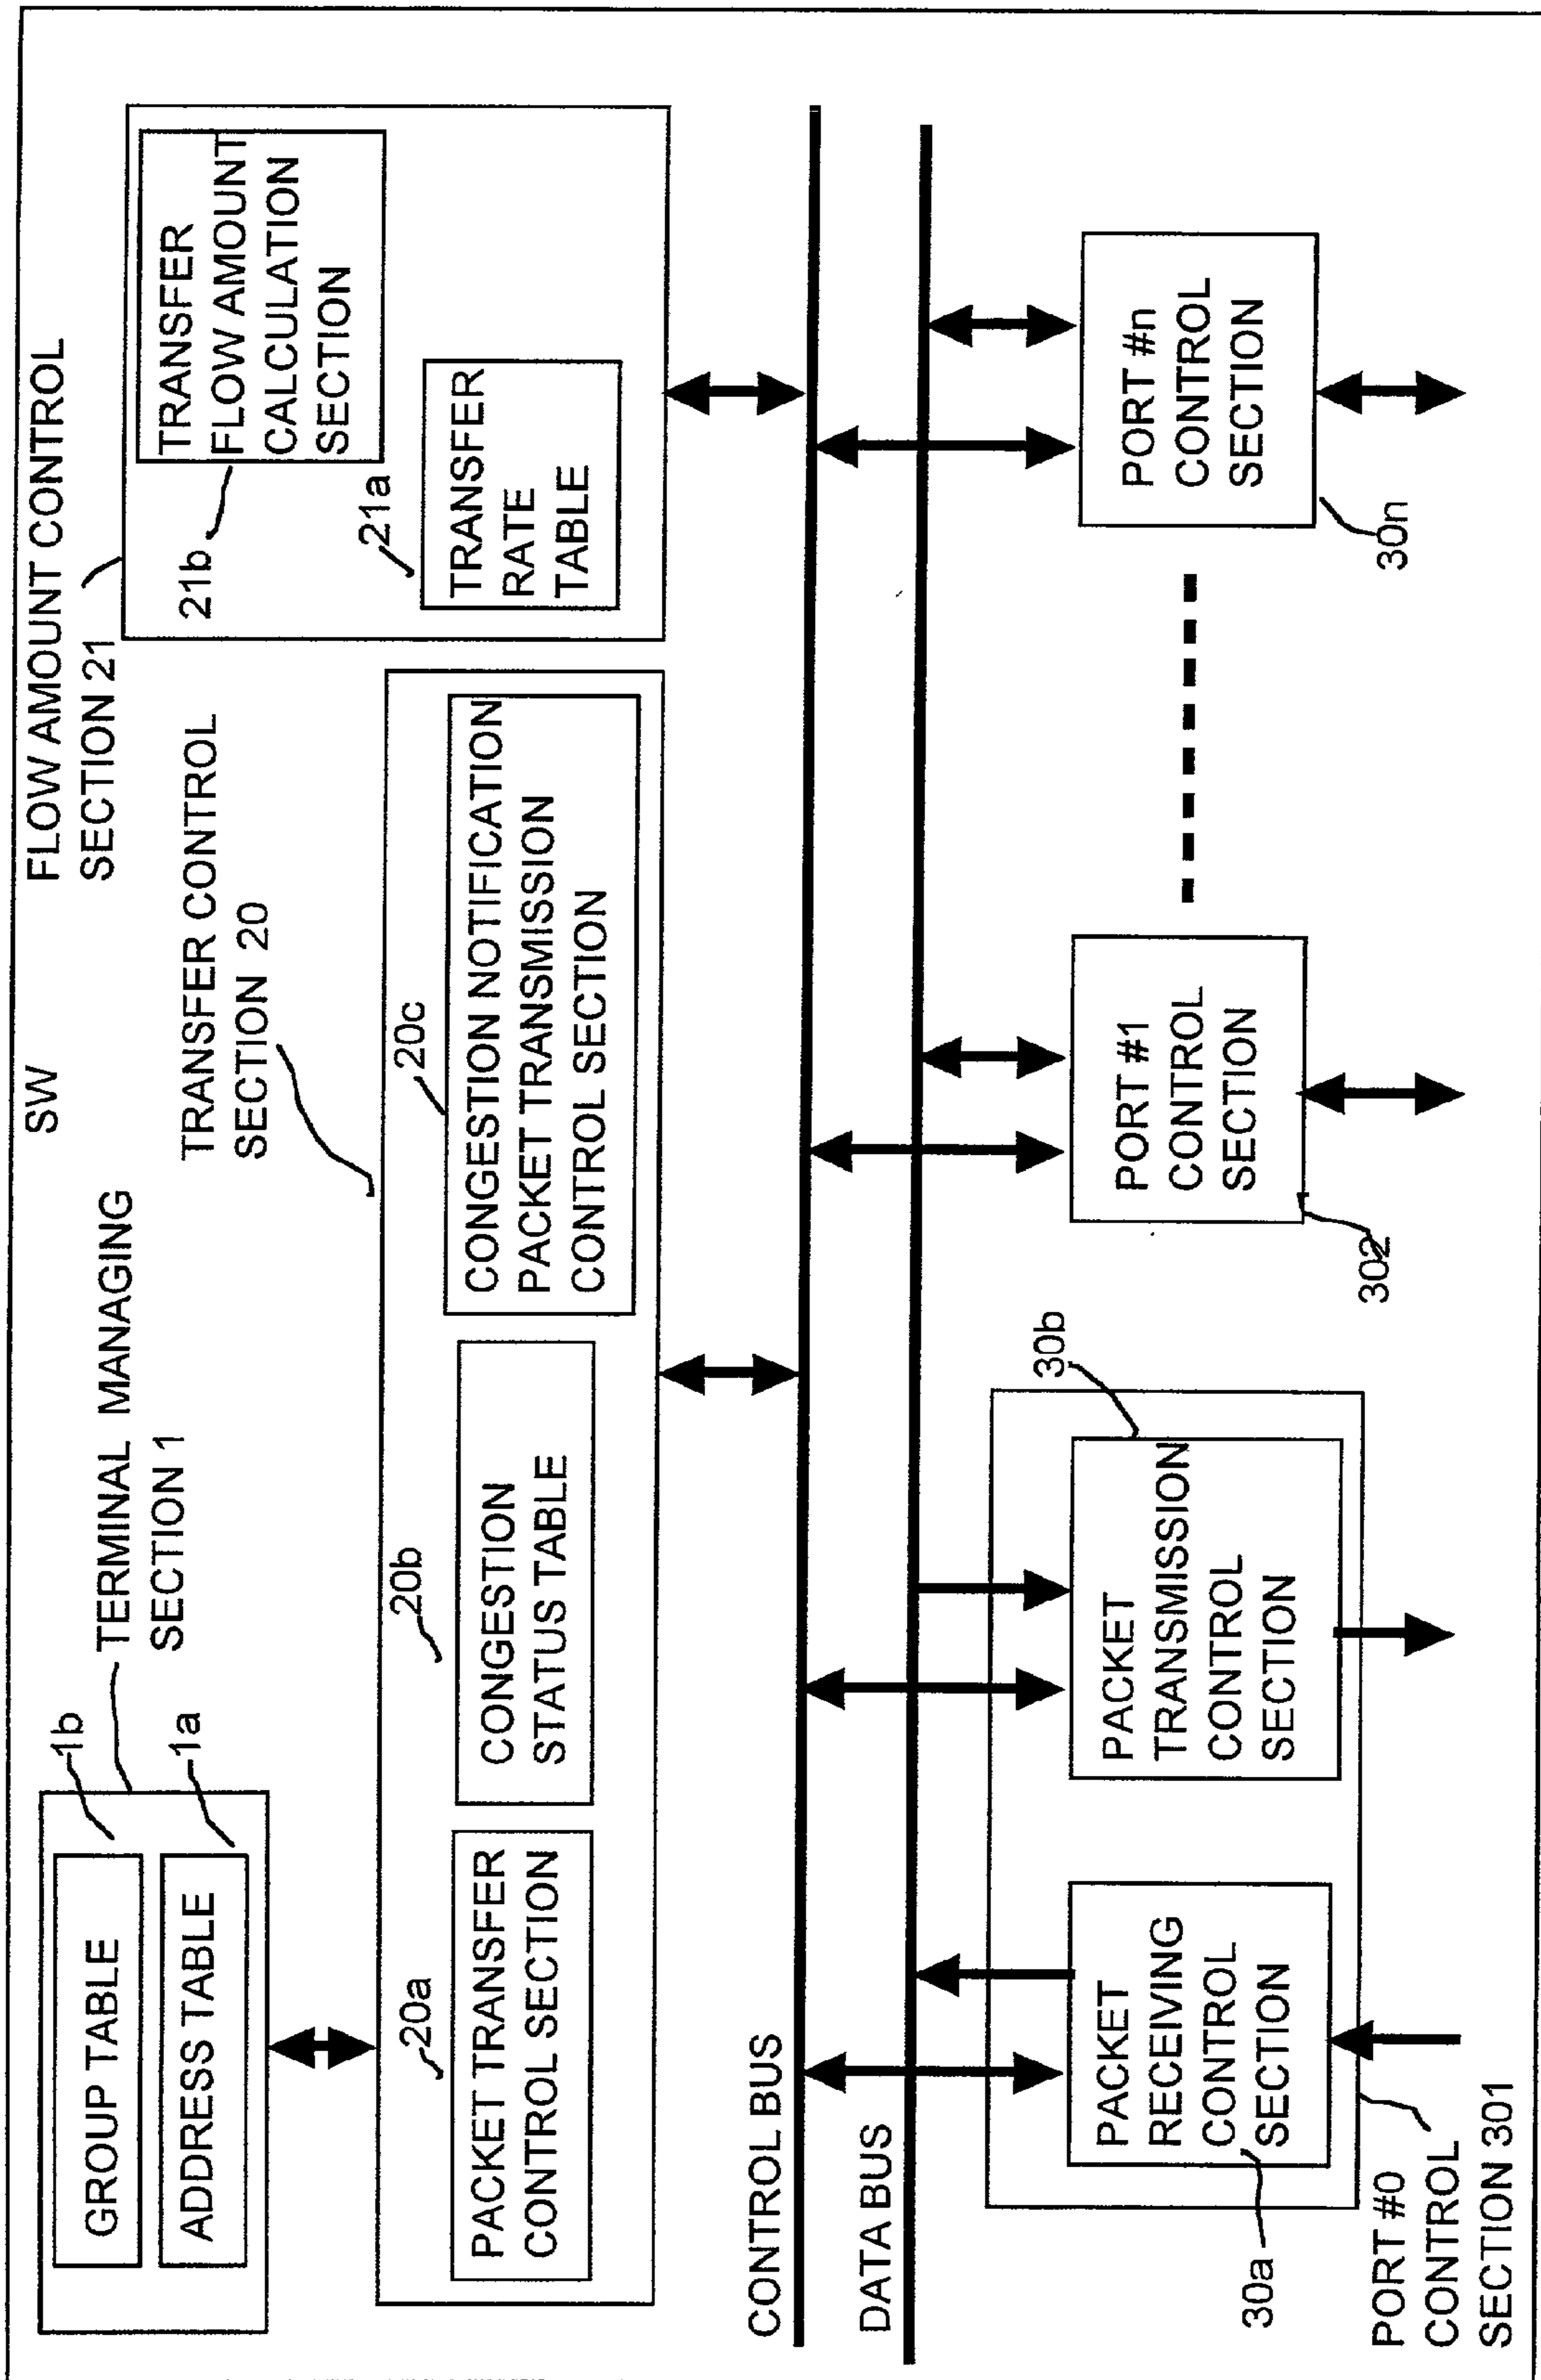 SW
FLOW AMOUNT CONTROL
SECTION 21
TERMINAL MANAGING
SECTION 1
1b
1a
GROUP TABLE
ADDRESS TABLE
TRANSFER CONTROL
SECTION 20
20a
PACKET TRANSFER
CONTROL SECTION
20b
CONGESTION
STATUS TABLE
20c
CONGESTION NOTIFICATION
PACKET TRANSMISSION
CONTROL SECTION
21b
TRANSFER
FLOW AMOUNT
CALCULATION
SECTION
21a
TRANSFER
RATE
TABLE
CONTROL BUS
DATA BUS
30a
PACKET
RECEIVING
CONTROL
SECTION
30b
PACKET
TRANSMISSION
CONTROL
SECTION
PORT #0
CONTROL
SECTION 301
PORT #1
CONTROL
SECTION
302
PORT #n
CONTROL
SECTION
30n